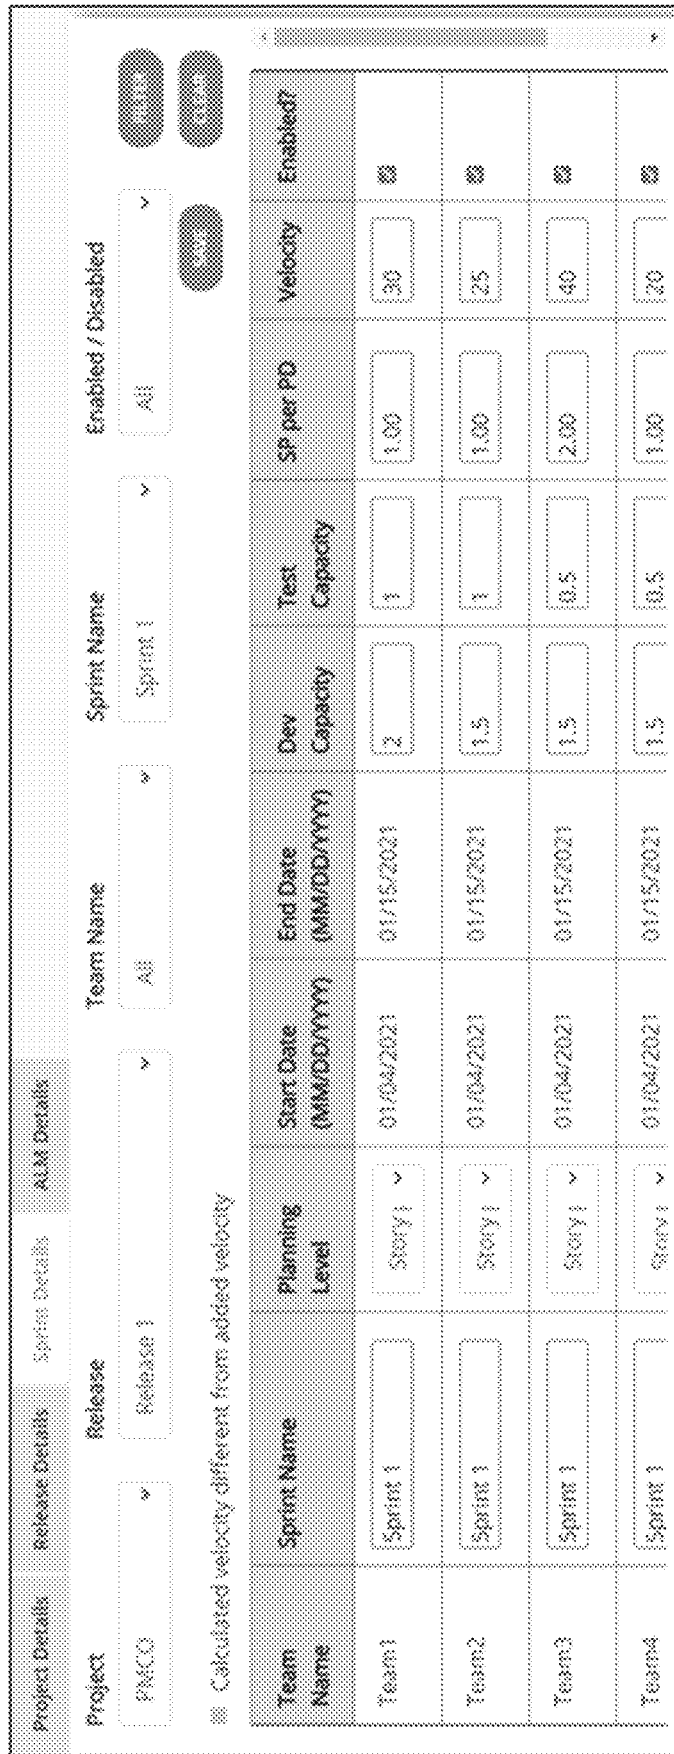 Project Details Release Details Sprint Details ALM Details
Project Release Team Name Sprint Name Enabled / Disabled
PMCO Release 1 All Sprint 1 All
Calculated velocity different from added velocity
Team Name Sprint Name Planning Level Start Date (MM/DD/YYYY) End Date (MM/DD/YYYY) Dev Capacity Test Capacity SP per PD Velocity Enabled?
Team1 Sprint 1 Story 01/04/2021 01/15/2021 2 1 1.00 30
Team2 Sprint 1 Story 01/04/2021 01/15/2021 1.5 1 1.00 25
Team3 Sprint 1 Story 01/04/2021 01/15/2021 1.5 0.5 2.00 40
Team4 Sprint 1 Story 01/04/2021 01/15/2021 1.5 0.5 1.00 20